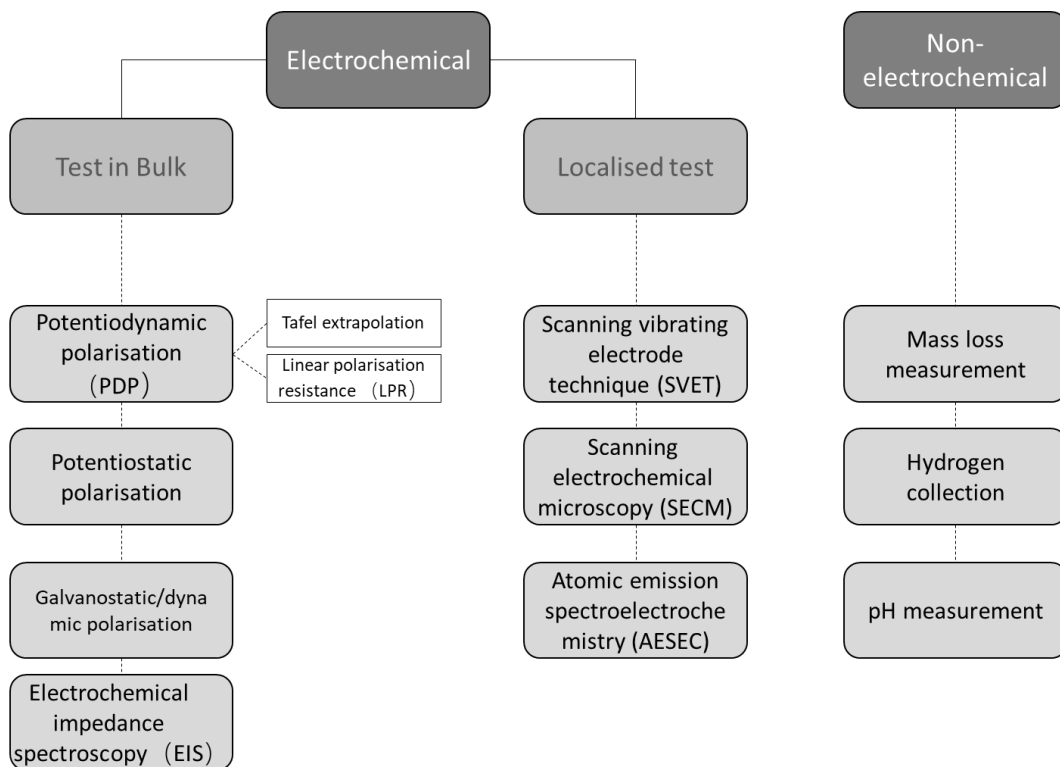 Electrochemical
Non-
electrochemical
Test in Bulk
Localised test
Potentiodynamic
polarisation
（PDP）
Tafel extrapolation
Linear polarisation
resistance （LPR）
Scanning vibrating
electrode
technique (SVET)
Mass loss
measurement
Potentiostatic
polarisation
Scanning
electrochemical
microscopy (SECM)
Hydrogen
collection
Galvanostatic/dyna
mic polarisation
Atomic emission
spectroelectroche
mistry (AESEC)
pH measurement
Electrochemical
impedance
spectroscopy （EIS）